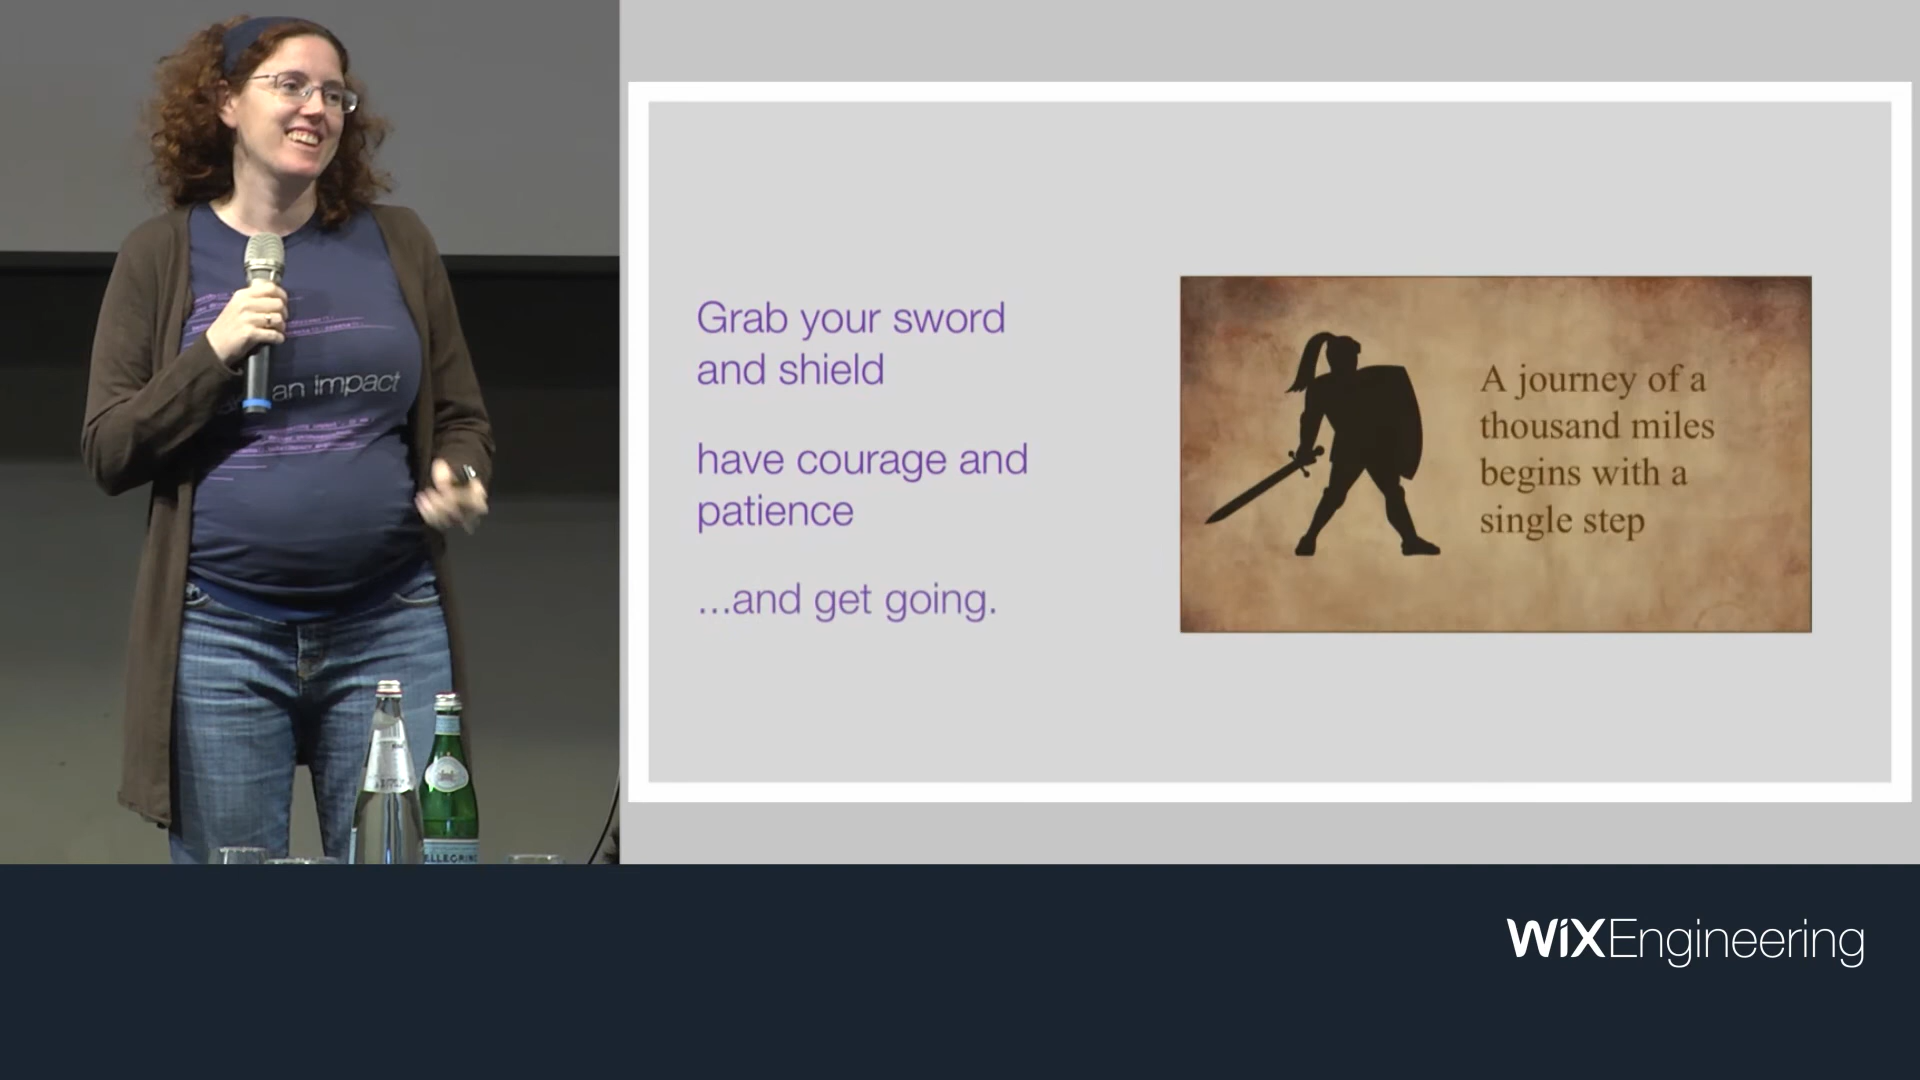 an impact
Grab your sword
and shield
have courage and
patience
...and get going.
A journey of a
thousand miles
begins with a
single step
PELLEGRINO
WiXEngineering